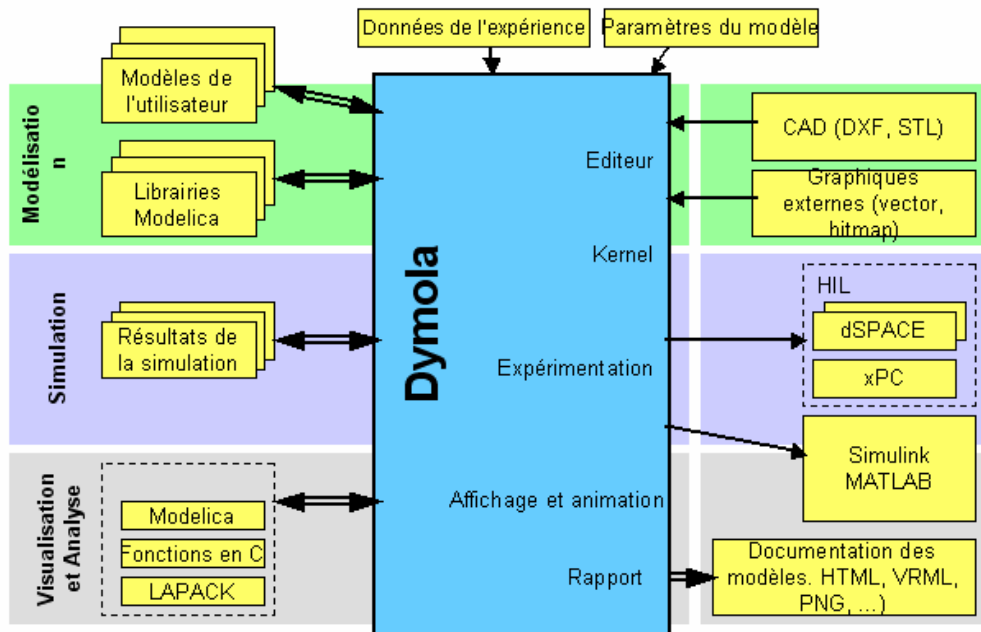 Données de l'expérience
Paramètres du modèle
Modélisatio
n
Modèles de
l'utilisateur
Librairies
Modelica
CAD (DXF, STL)
Graphiques
externes (vector,
hitmap)
Dymola
Editeur
Kernel
Expérimentation
Affichage et animation
Rapport
Simulation
Résultats de
la simulation
HIL
dSPACE
xPC
Simulink
MATLAB
Visualisation
et Analyse
Modelica
Fonctions en C
LAPACK
Documentation des
modèles. HTML, VRML,
PNG, ...)